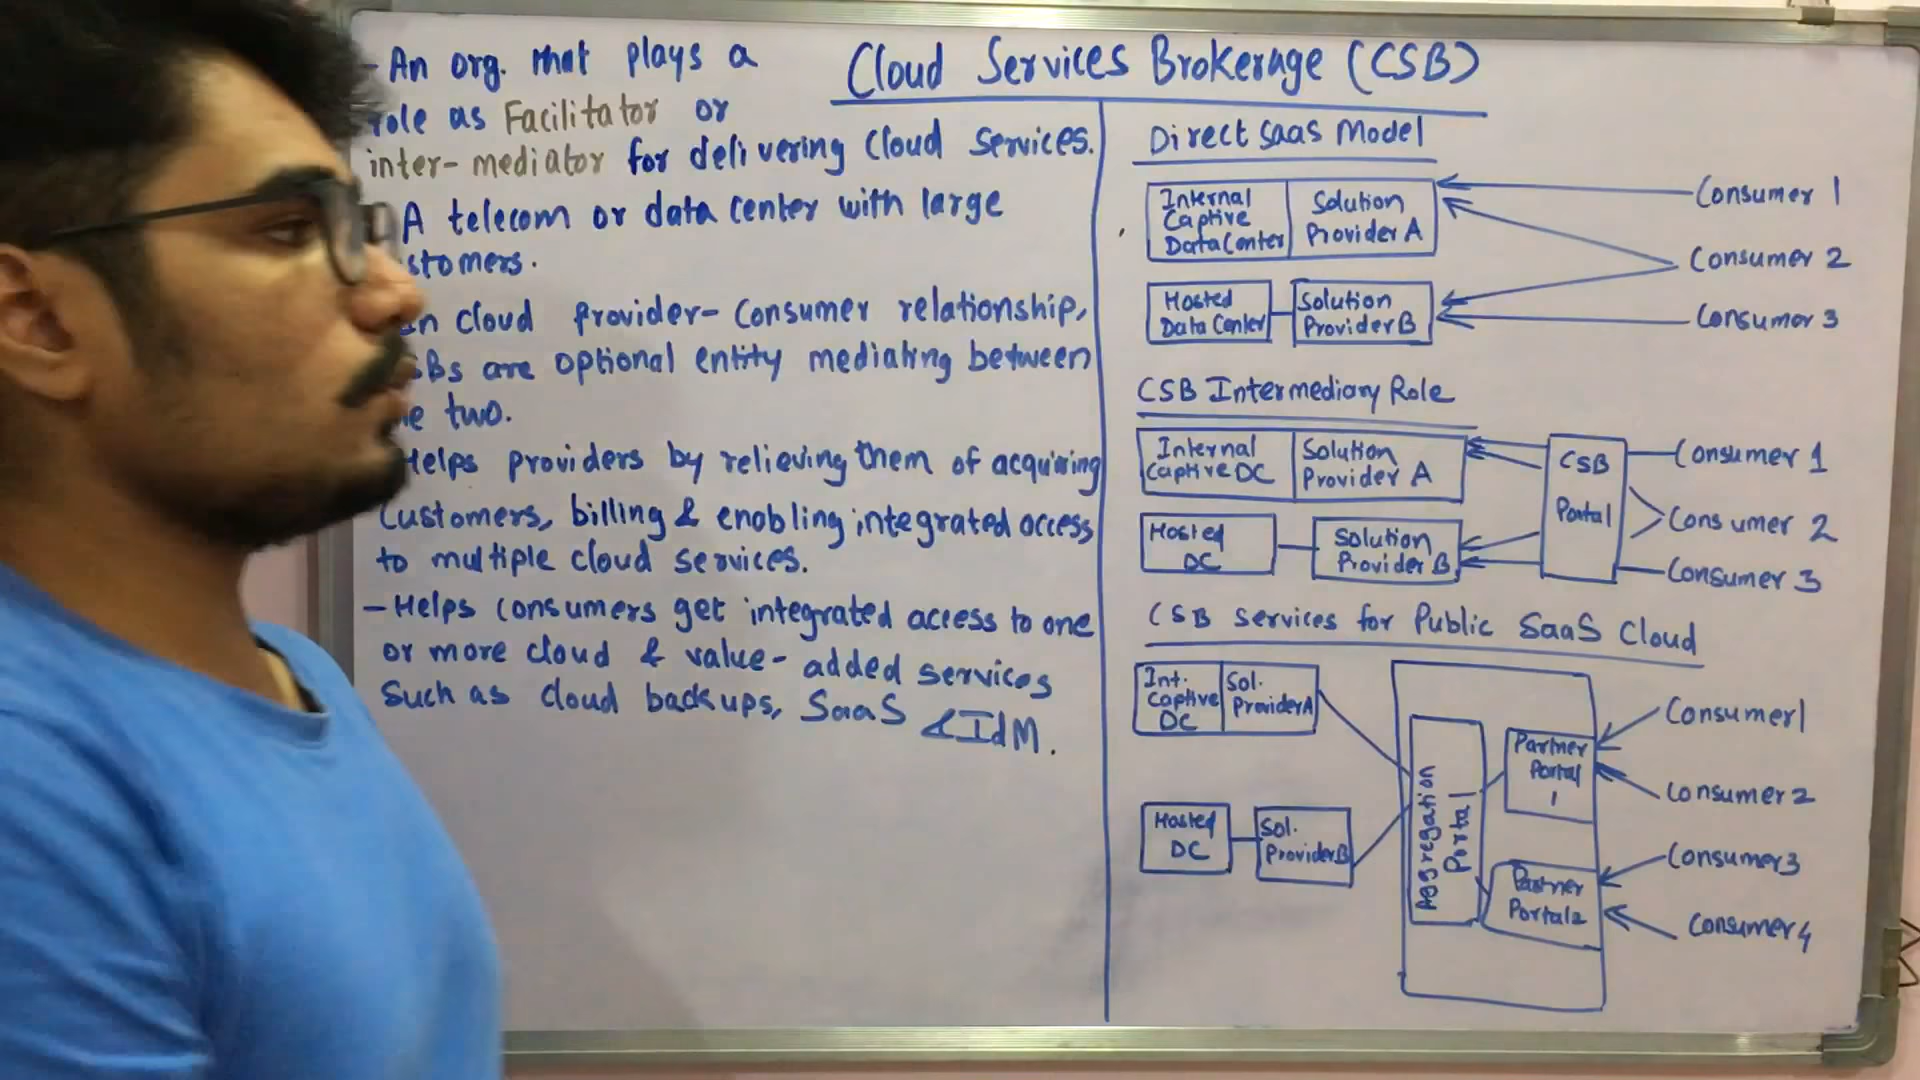 Cloud Services Brokerage (CSB)
- An org. that plays a
role as Facilitator or
inter-mediator for delivering Cloud Services.
A telecom or data center with large
stomers.
In cloud provider- Consumer relationship,
SBs are optional entity mediating between
he two.
Helps providers by relieving them of acquiring
Customers, billing & enabling integrated access
to multiple cloud services.
- Helps consumers get integrated access to one
or more cloud & value-added services
Such as cloud backups, SaaS & IdM.
Direct SaaS Model
Internal
Captive
Data Center
Solution
Provider A
Consumer 1
Consumer 2
Hosted
Data Center
Solution
Provider B
Consumer 3
CSB Intermediary Role
Internal
Captive DC
Solution
Provider A
CSB
Portal
Consumer 1
Consumer 2
Hosted
DC
Solution
Provider B
Consumer 3
CSB Services for Public SaaS Cloud
Int.
Captive
DC
Sol.
Provider A
Aggregation
Portal
Partner
Portal
1
Consumer 1
Consumer 2
Hosted
DC
Sol.
Provider B
Partner
Portal 2
Consumer 3
Consumer 4